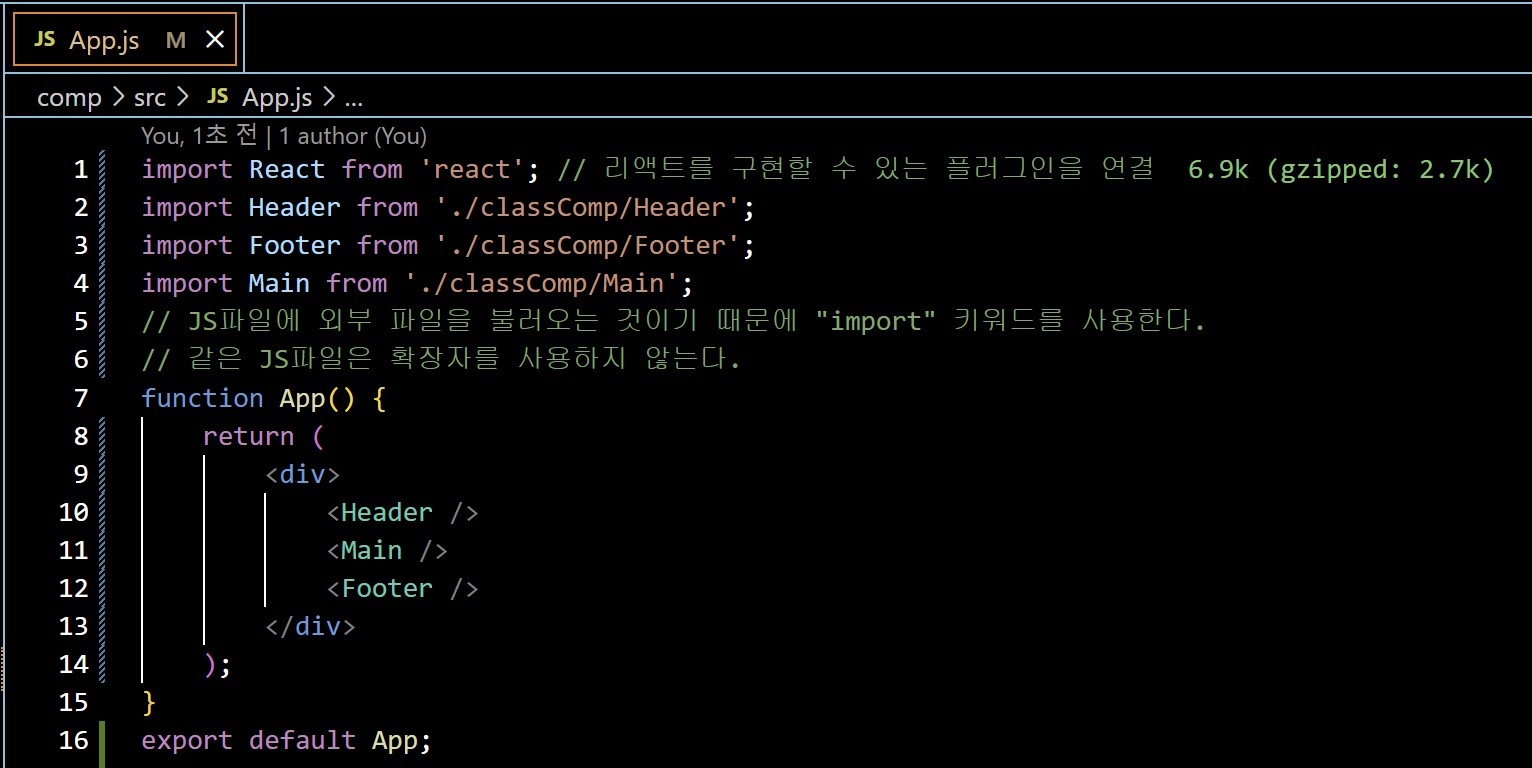 JS App.js M ×
comp > src > JS App.js > ...
You, 1초 전 | 1 author (You)
1 import React from 'react'; // 리액트를 구현할 수 있는 플러그인을 연결 6.9k (gzipped: 2.7k)
2 import Header from './classComp/Header';
3 import Footer from './classComp/Footer';
4 import Main from './classComp/Main';
5 // JS파일에 외부 파일을 불러오는 것이기 때문에 "import" 키워드를 사용한다.
6 // 같은 JS파일은 확장자를 사용하지 않는다.
7 function App() {
8     return (
9         <div>
10             <Header />
11             <Main />
12             <Footer />
13         </div>
14     );
15 }
16 export default App;